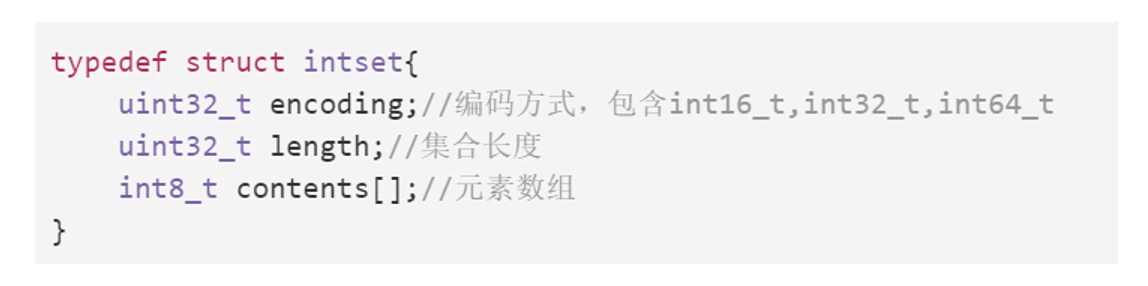 typedef struct intset{
    uint32_t encoding;//编码方式，包含int16_t,int32_t,int64_t
    uint32_t length;//集合长度
    int8_t contents[];//元素数组
}